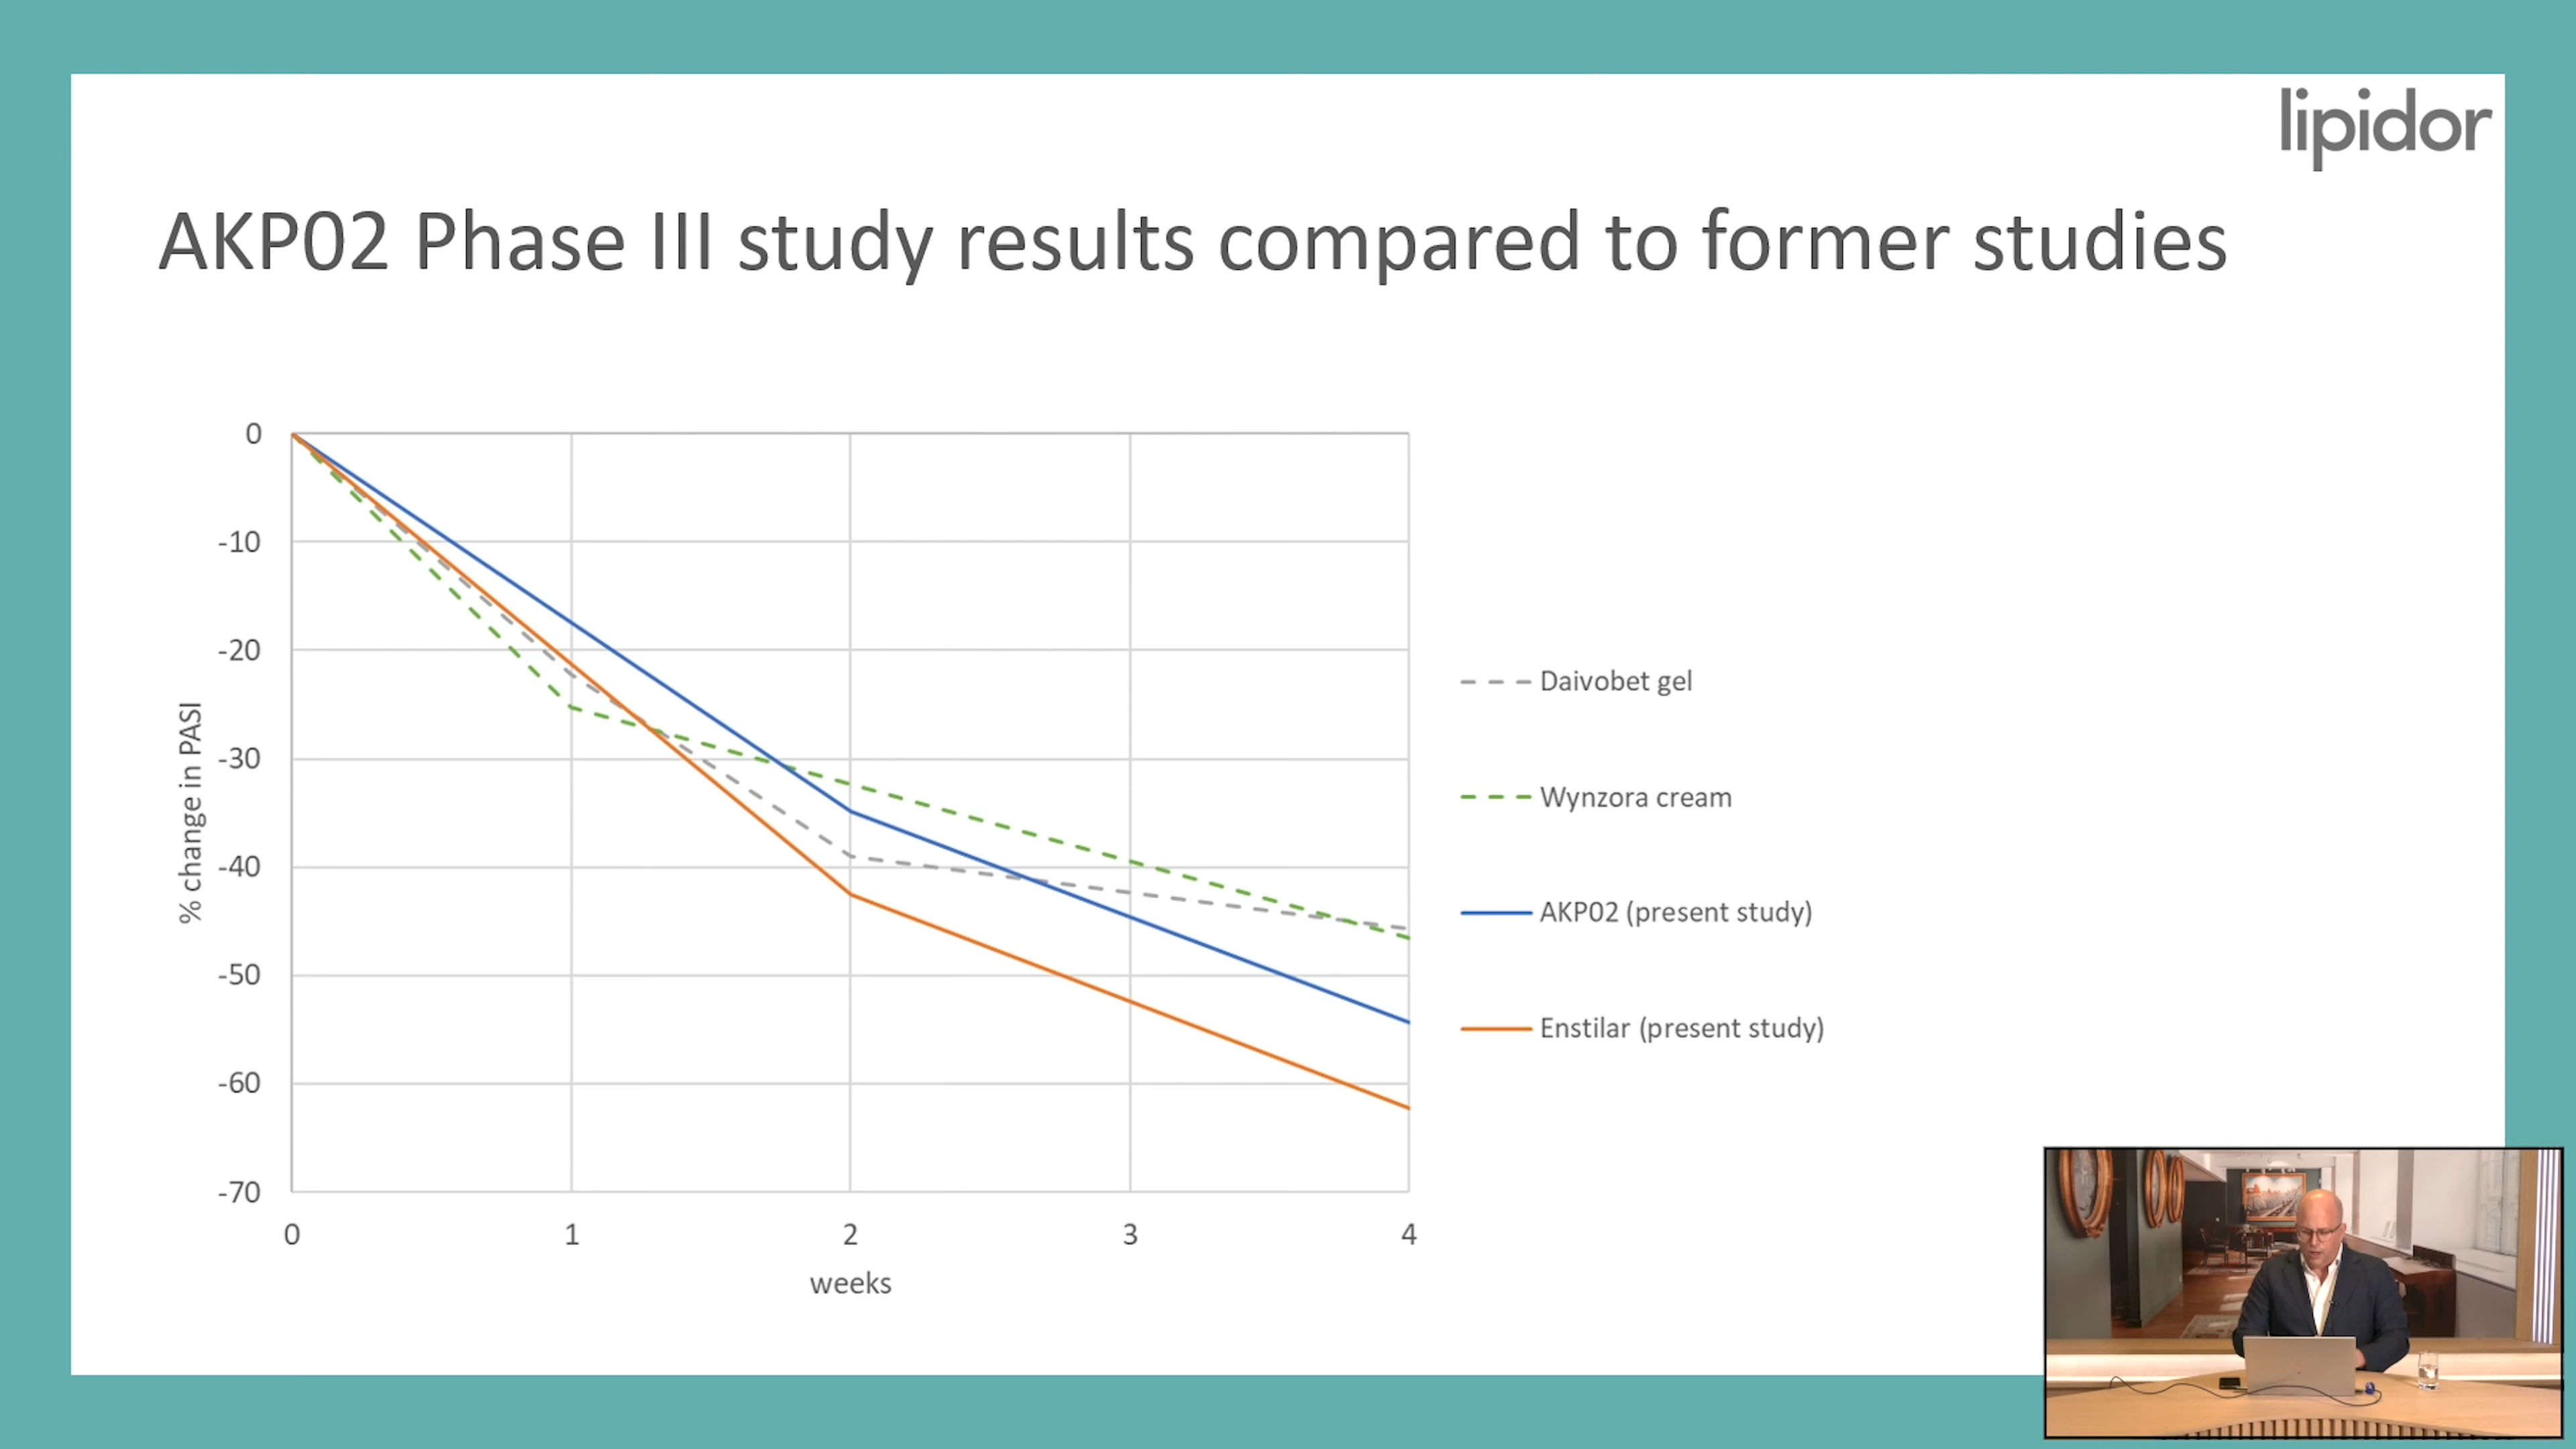 lipidor
AKP02 Phase III study results compared to former studies
0
-10
-20
-30
-40
-50
-60
-70
% change in PASI
0 1 2 3 4
weeks
Daivobet gel
Wynzora cream
AKP02 (present study)
Enstilar (present study)